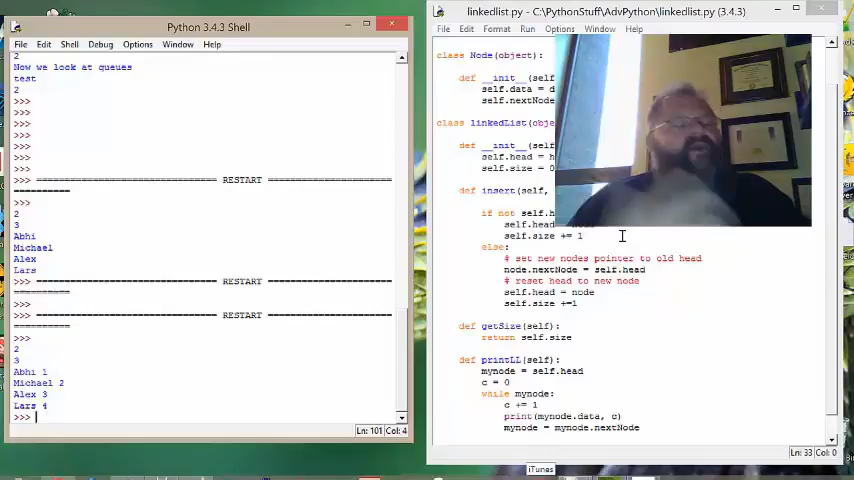 Python 3.4.3 Shell
File Edit Shell Debug Options Window Help
2
Now we look at queues
test
2
>>>
>>>
>>>
>>>
>>>
>>>
>>>
>>> ================================ RESTART ================================
>>>
2
3
Abhi
Michael
Alex
Lars
>>> ================================ RESTART ================================
>>>
>>> ================================ RESTART ================================
>>>
2
3
Abhi 1
Michael 2
Alex 3
Lars 4
>>>
Ln: 101 Col: 4
linkedlist.py - C:\PythonStuff\AdvPython\linkedlist.py (3.4.3)
File Edit Format Run Options Window Help
class Node(object):
def __init__(self
self.data = d
self.nextNode
class linkedList(obje
def __init__(self
self.head = h
self.size = 0
def insert(self,
if not self.h
self.head = node
self.size += 1
else:
# set new nodes pointer to old head
node.nextNode = self.head
# reset head to new node
self.head = node
self.size +=1
def getSize(self):
return self.size
def printLL(self):
mynode = self.head
c = 0
while mynode:
c += 1
print(mynode.data, c)
mynode = mynode.nextNode
Ln: 33 Col: 0
iTunes